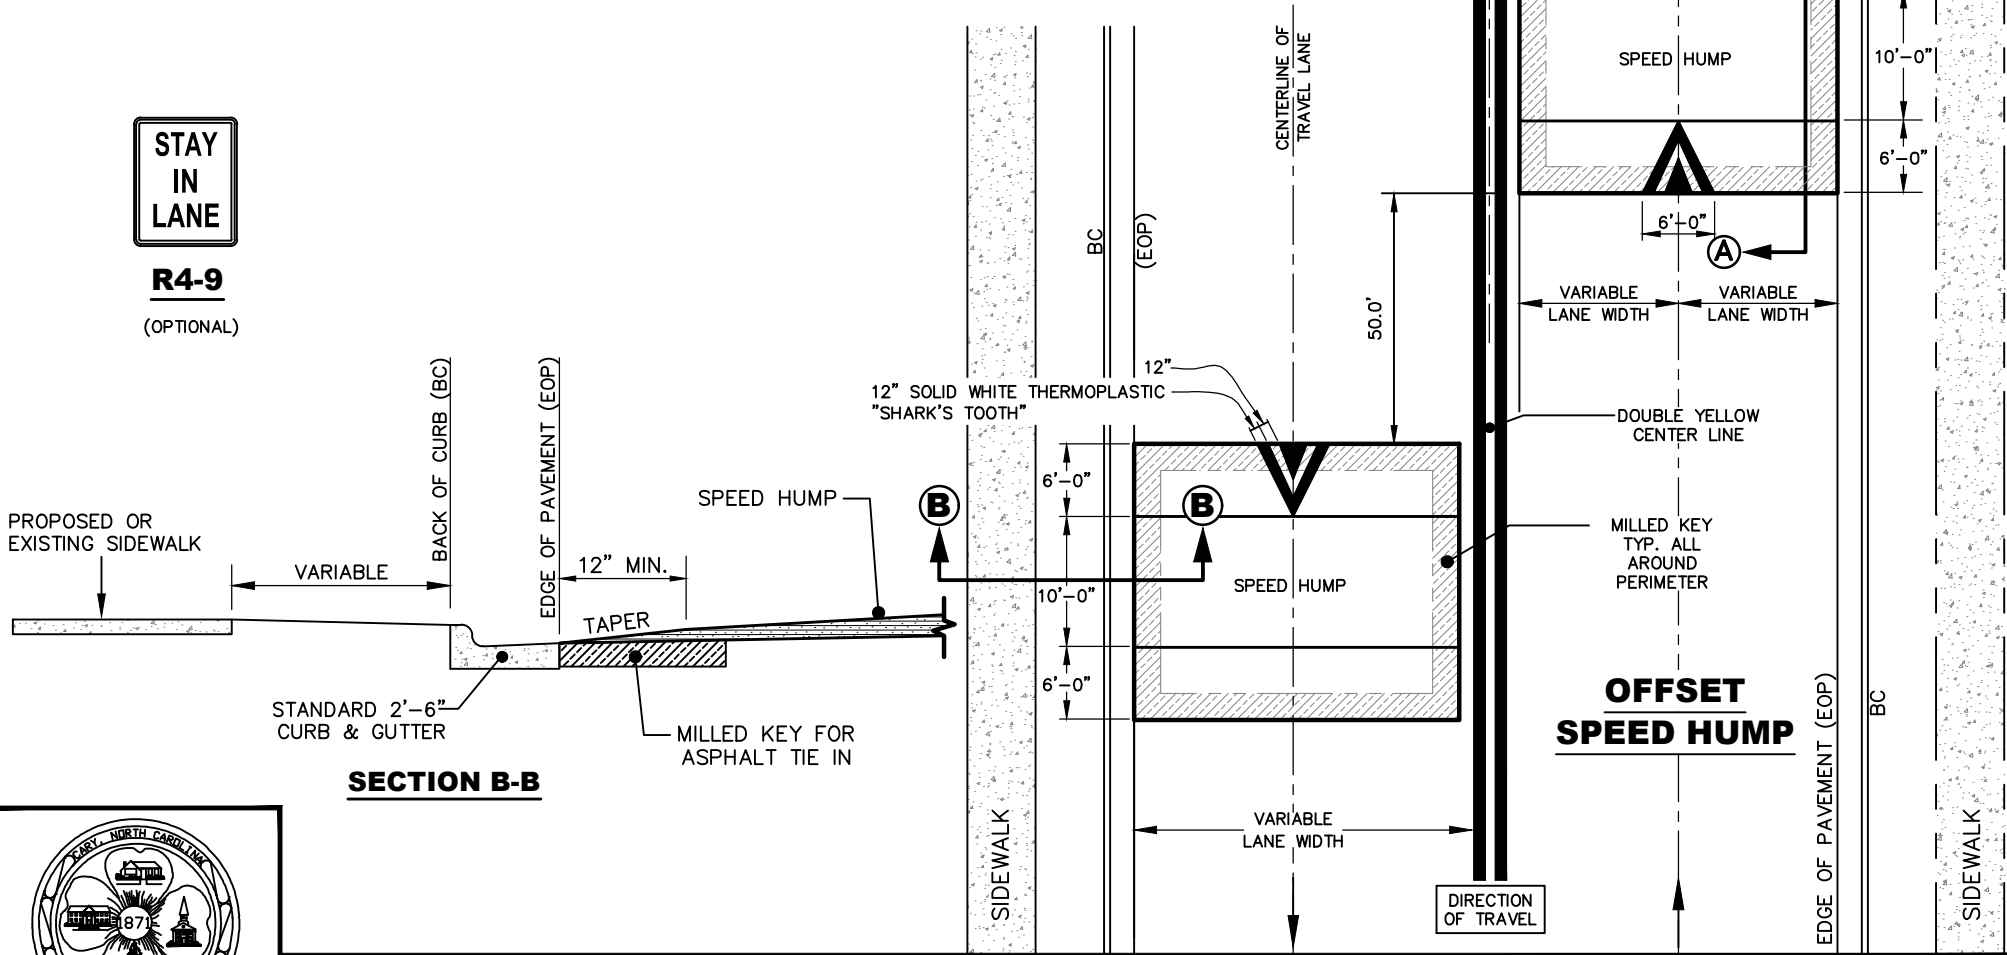 STAY
IN
LANE
R4-9
(OPTIONAL)
PROPOSED OR
EXISTING SIDEWALK
VARIABLE
BACK OF CURB (BC)
EDGE OF PAVEMENT (EOP)
12" MIN.
TAPER
SPEED HUMP
STANDARD 2'-6"
CURB & GUTTER
MILLED KEY FOR
ASPHALT TIE IN
SECTION B-B
CARY, NORTH CAROLINA
1871
B
B
SIDEWALK
BC
(EOP)
CENTERLINE OF
TRAVEL LANE
12"
12" SOLID WHITE THERMOPLASTIC
"SHARK'S TOOTH"
6'-0"
10'-0"
6'-0"
SPEED HUMP
VARIABLE
LANE WIDTH
50.0'
SPEED HUMP
10'-0"
6'-0"
6'-0"
A
VARIABLE
LANE WIDTH
VARIABLE
LANE WIDTH
DOUBLE YELLOW
CENTER LINE
MILLED KEY
TYP. ALL
AROUND
PERIMETER
OFFSET
SPEED HUMP
DIRECTION
OF TRAVEL
EDGE OF PAVEMENT (EOP)
BC
SIDEWALK